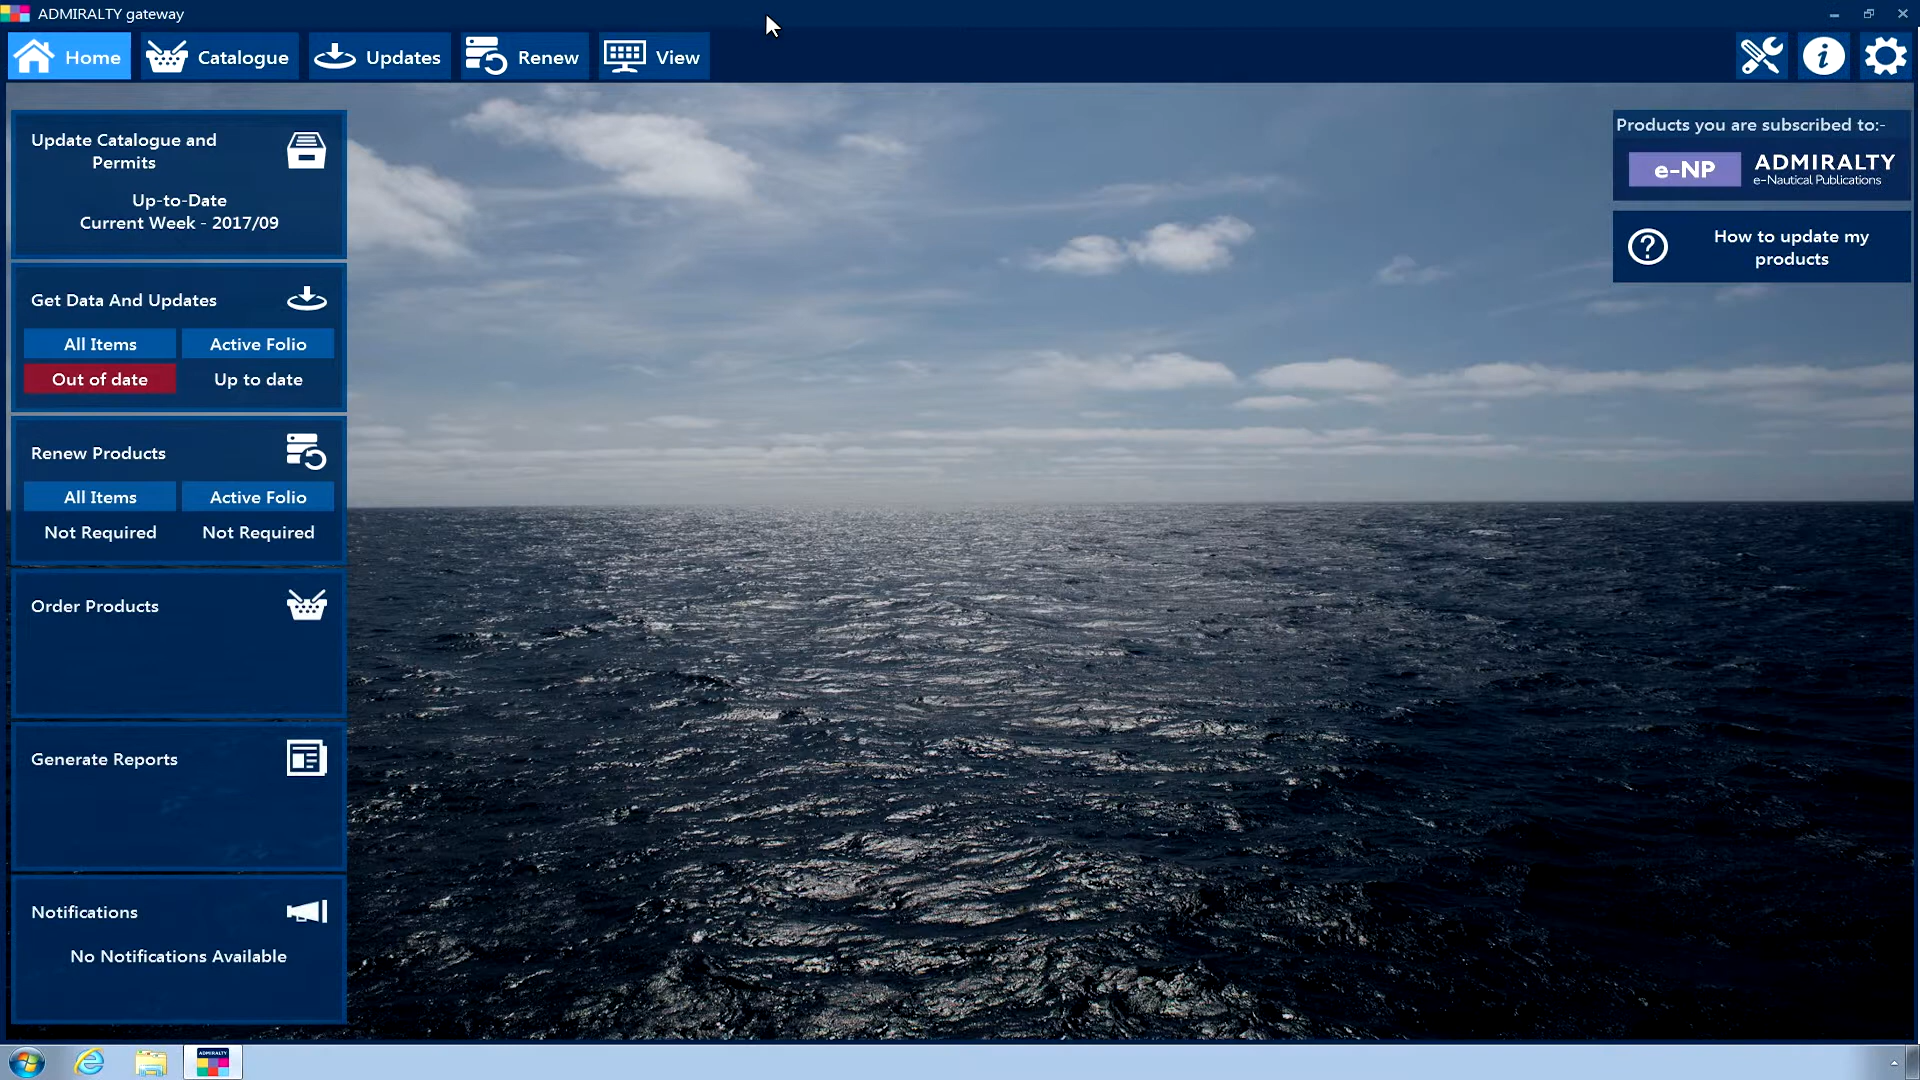 ADMIRALTY gateway
Home
Catalogue
Updates
Renew
View
Update Catalogue and
Permits
Up-to-Date
Current Week - 2017/09
Get Data And Updates
All Items
Active Folio
Out of date
Up to date
Renew Products
All Items
Active Folio
Not Required
Not Required
Order Products
Generate Reports
Notifications
No Notifications Available
Products you are subscribed to:-
e-NP
ADMIRALTY
e-Nautical Publications
How to update my
products
ADMIRALTY